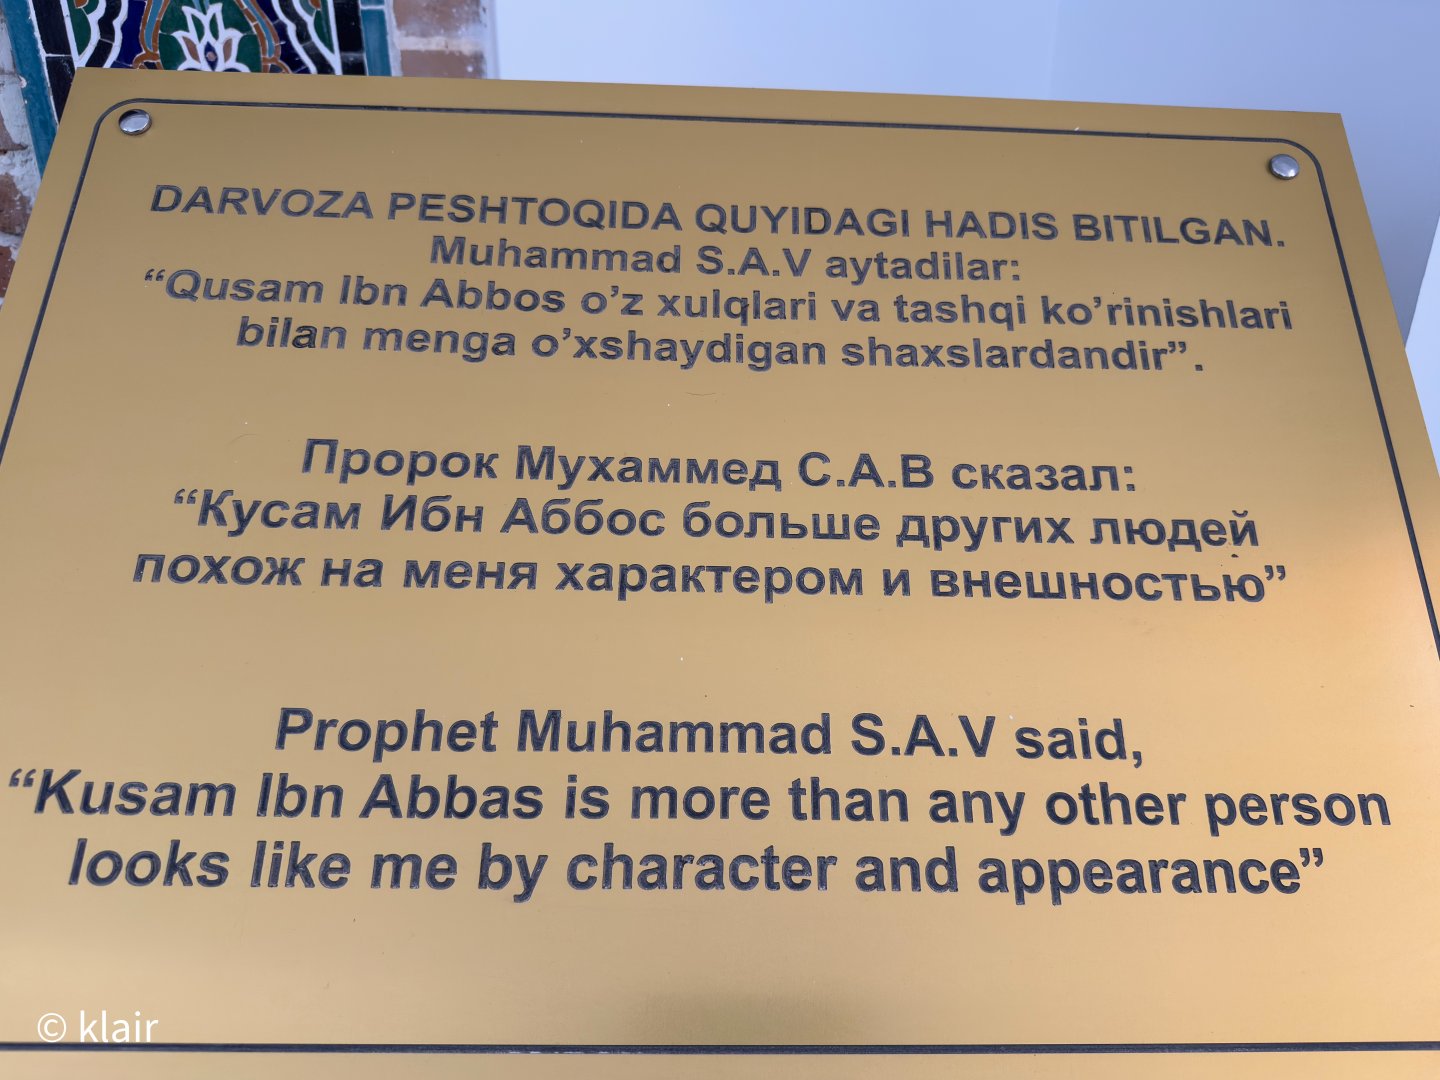 DARVOZA PESHTOQIDA QUYIDAGI HADIS BITILGAN.
Muhammad S.A.V aytadilar:
“Qusam Ibn Abbos o’z xulqlari va tashqi ko’rinishlari
bilan menga o’xshaydigan shaxslardandir”.
Пророк Мухаммед С.А.В сказал:
“Кусам Ибн Аббос больше других людей
похож на меня характером и внешностью”
Prophet Muhammad S.A.V said,
“Kusam Ibn Abbas is more than any other person
looks like me by character and appearance”
© klair